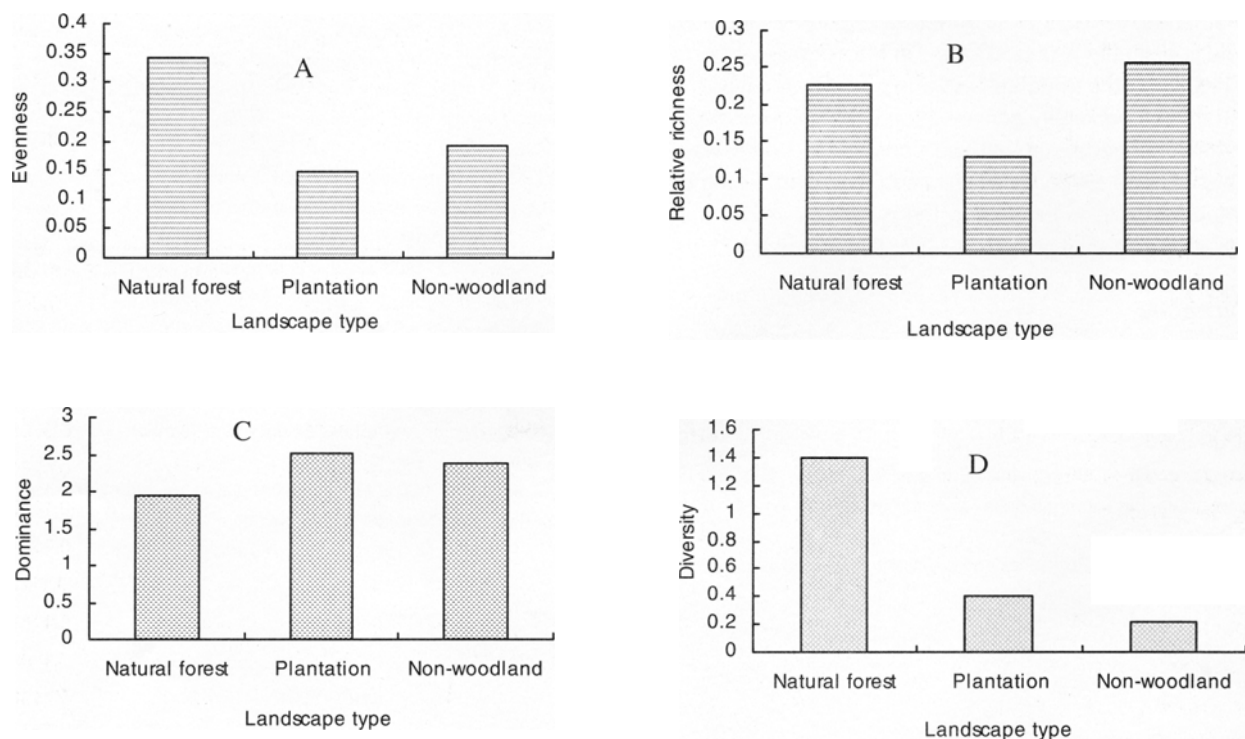 A
Evenness
0.4
0.35
0.3
0.25
0.2
0.15
0.1
0.05
0
Natural forest Plantation Non-woodland
Landscape type
B
Relative richness
0.3
0.25
0.2
0.15
0.1
0.05
0
Natural forest Plantation Non-woodland
Landscape type
C
Dominance
3
2.5
2
1.5
1
0.5
0
Natural forest Plantation Non-woodland
Landscape type
D
Diversity
1.6
1.4
1.2
1
0.8
0.6
0.4
0.2
0
Natural forest Plantation Non-woodland
Landscape type